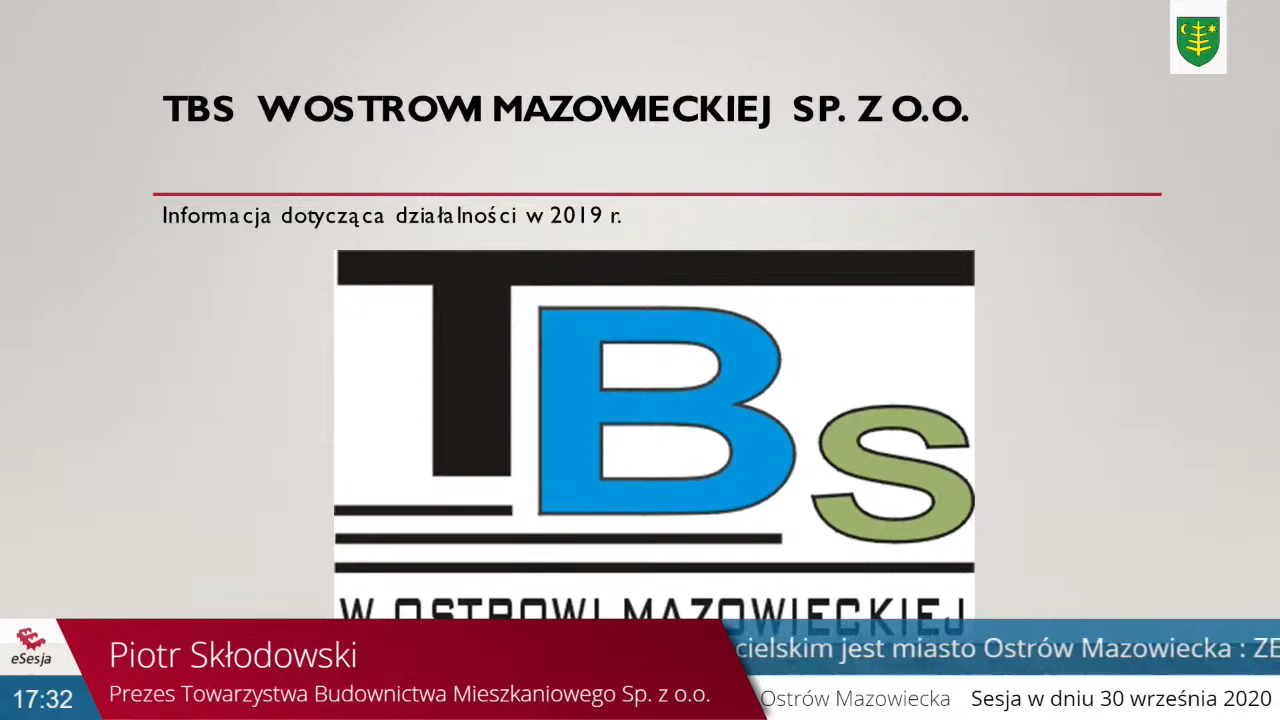 TBS W OSTROWI MAZOWIECKIEJ SP. Z O.O.
Informacja dotycząca działalności w 2019 r.
TBS
W OSTROWI MAZOWIECKIEJ
eSesja
17:32
Piotr Skłodowski
Prezes Towarzystwa Budownictwa Mieszkaniowego Sp. z o.o.
cielskim jest miasto Ostrów Mazowiecka : ZE
Ostrów Mazowiecka Sesja w dniu 30 września 2020